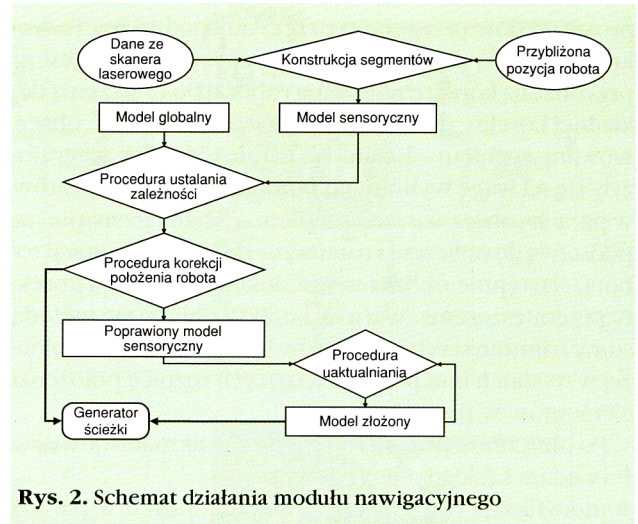 Dane ze
skanera
laserowego
Konstrukcja segmentów
Przybliżona
pozycja robota
Model globalny
Model sensoryczny
Procedura ustalania
zależności
Procedura korekcji
położenia robota
Poprawiony model
sensoryczny
Procedura
uaktualniania
Generator
ścieżki
Model złożony
Rys. 2. Schemat działania modułu nawigacyjnego